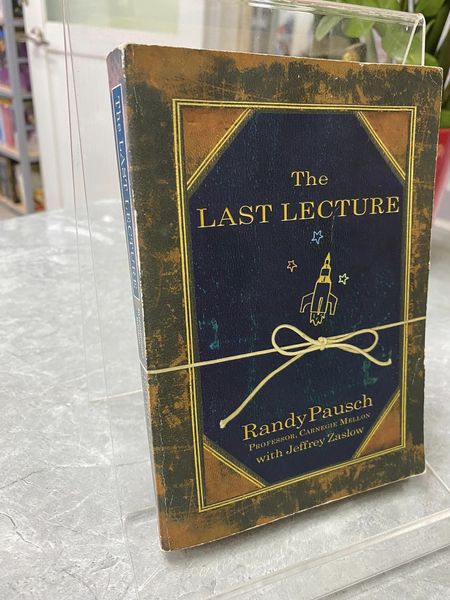 The
LAST LECTURE
Randy Pausch
PROFESSOR, CARNEGIE MELLON
with Jeffrey Zaslow
The LAST LECTURE